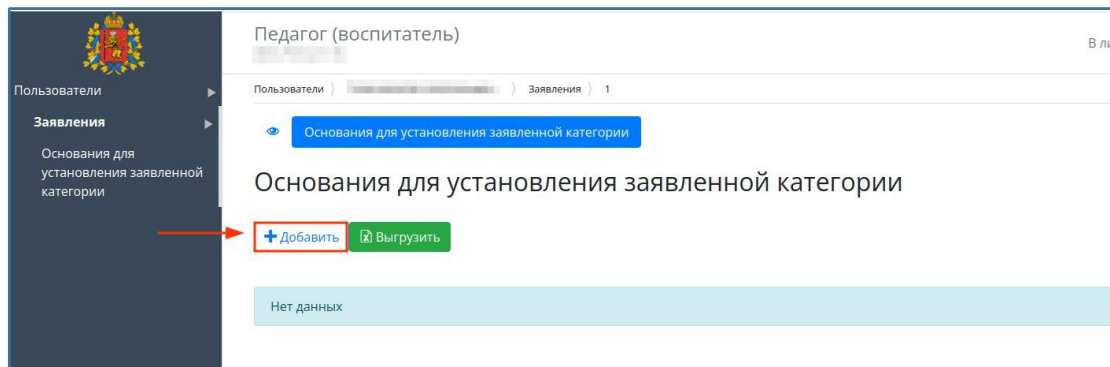 Педагог (воспитатель)
В ли
Пользователи
Заявления
Основания для
установления заявленной
категории
Пользователи 〉 〉 Заявления 〉 1
Основания для установления заявленной категории
Основания для установления заявленной категории
Добавить
Выгрузить
Нет данных